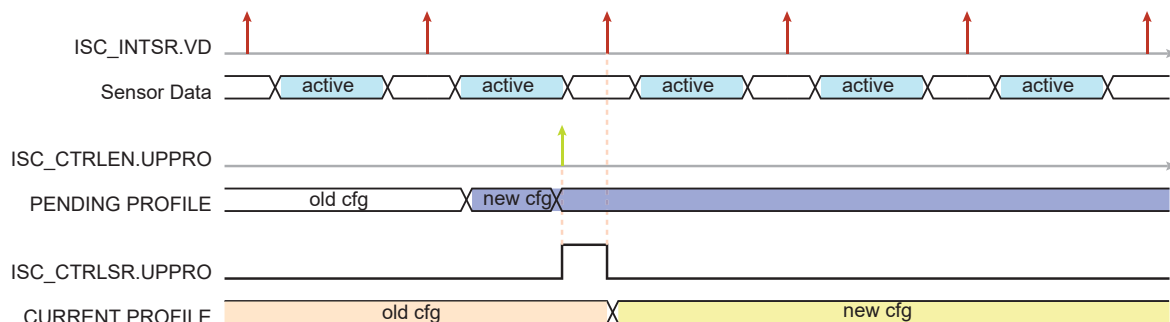 ISC_INTSR.VD
Sensor Data active active active active active
ISC_CTRLEN.UPPRO
PENDING PROFILE old cfg new cfg
ISC_CTRLSR.UPPRO
CURRENT PROFILE old cfg new cfg